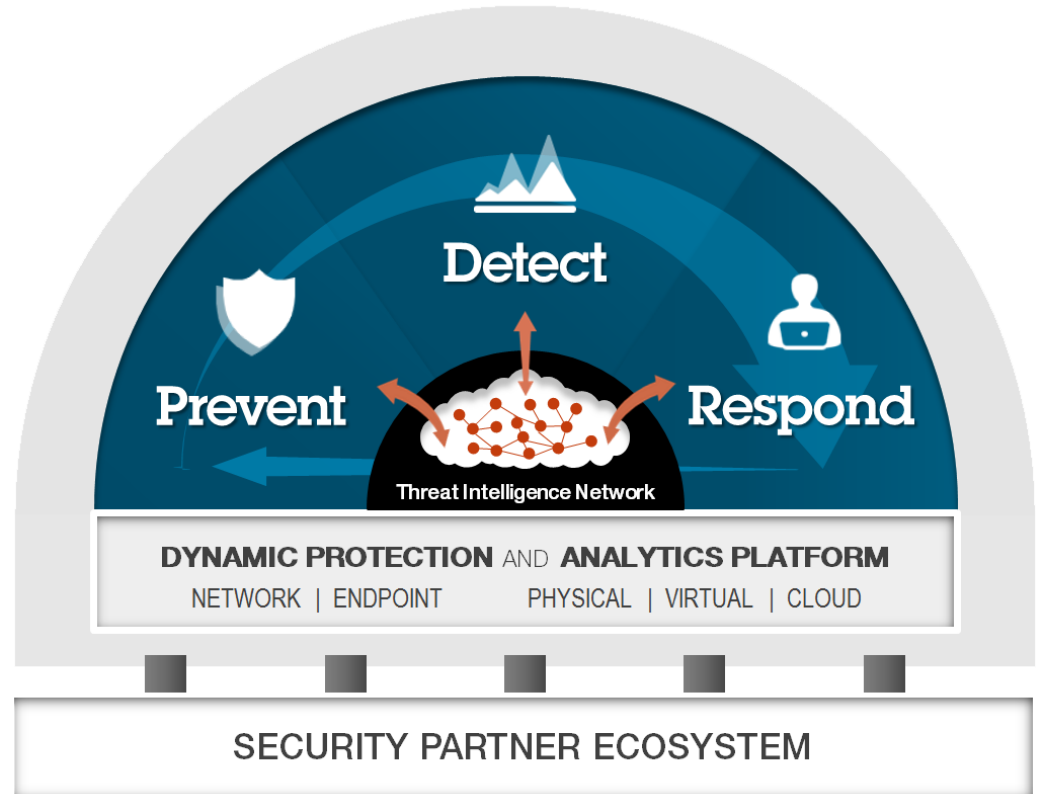 Detect
Prevent
Respond
Threat Intelligence Network
DYNAMIC PROTECTION AND ANALYTICS PLATFORM
NETWORK | ENDPOINT PHYSICAL | VIRTUAL | CLOUD
SECURITY PARTNER ECOSYSTEM